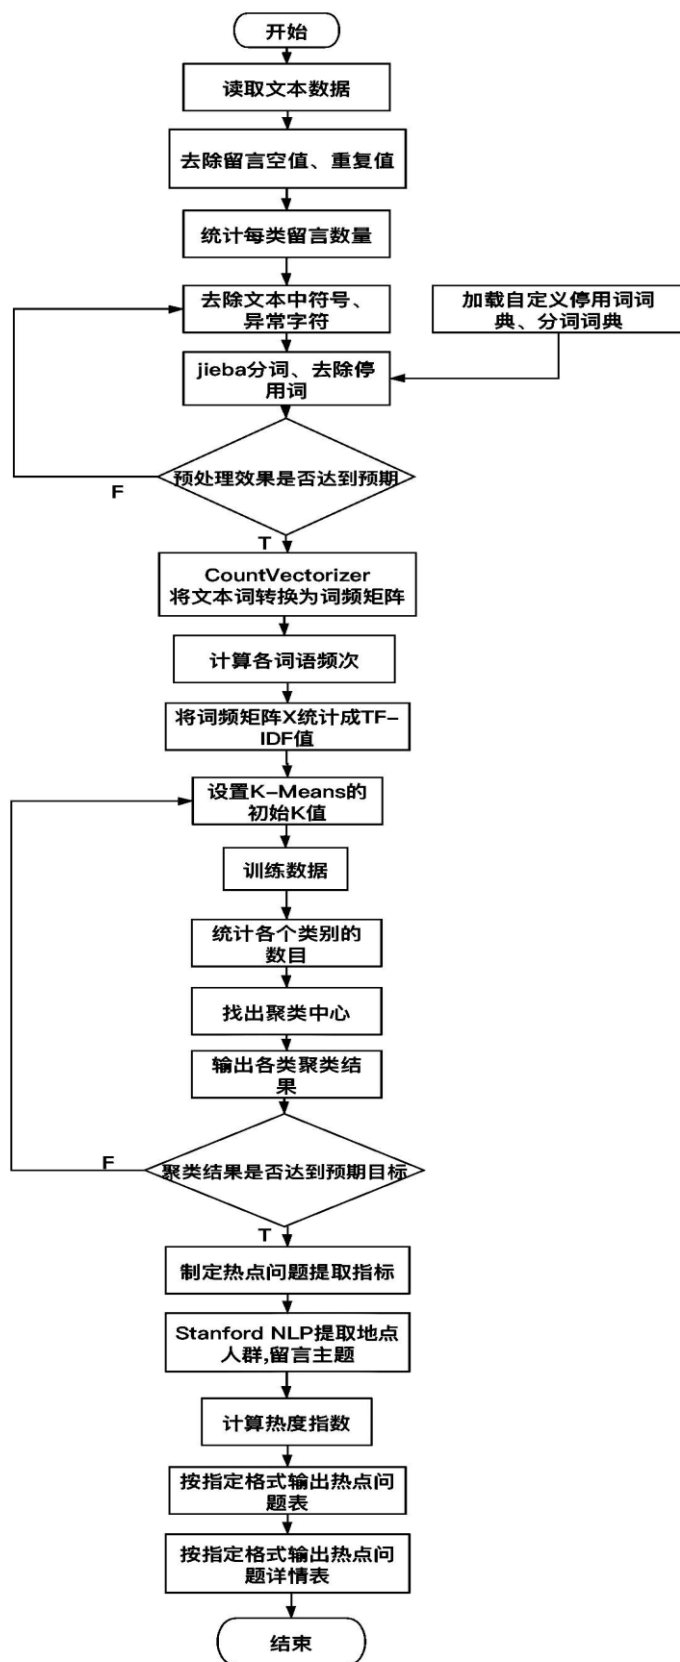 开始
读取文本数据
去除留言空值、重复值
统计每类留言数量
去除文本中符号、
异常字符
加载自定义停用词词
典、分词词典
jieba分词、去除停
用词
预处理效果是否达到预期
F
T
CountVectorizer
将文本词转换为词频矩阵
计算各词语频次
将词频矩阵X统计成TF-
IDF值
设置K-Means的
初始K值
训练数据
统计各个类别的
数目
找出聚类中心
输出各类聚类结
果
聚类结果是否达到预期目标
F
T
制定热点问题提取指标
Stanford NLP提取地点
人群,留言主题
计算热度指数
按指定格式输出热点问
题表
按指定格式输出热点问
题详情表
结束